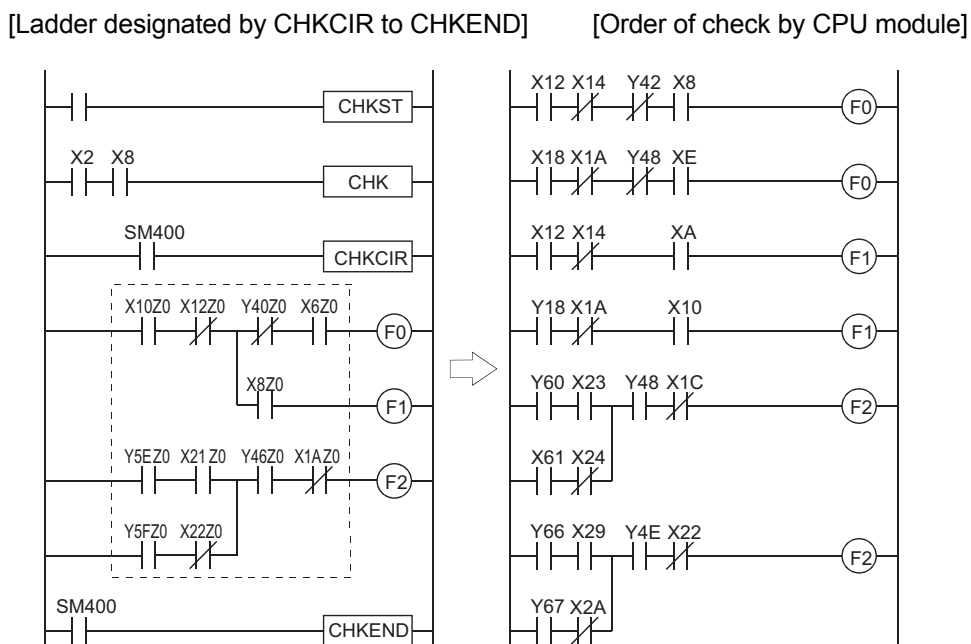 [Ladder designated by CHKCIR to CHKEND] [Order of check by CPU module]
CHKST
X2 X8
CHK
SM400
CHKCIR
X10Z0 X12Z0 Y40Z0 X6Z0
F0
X8Z0
F1
Y5EZ0 X21Z0 Y46Z0 X1AZ0
F2
Y5FZ0 X22Z0
SM400
CHKEND
X12 X14 Y42 X8
F0
X18 X1A Y48 XE
F0
X12 X14 XA
F1
Y18 X1A X10
F1
Y60 X23 Y48 X1C
F2
X61 X24
Y66 X29 Y4E X22
F2
Y67 X2A